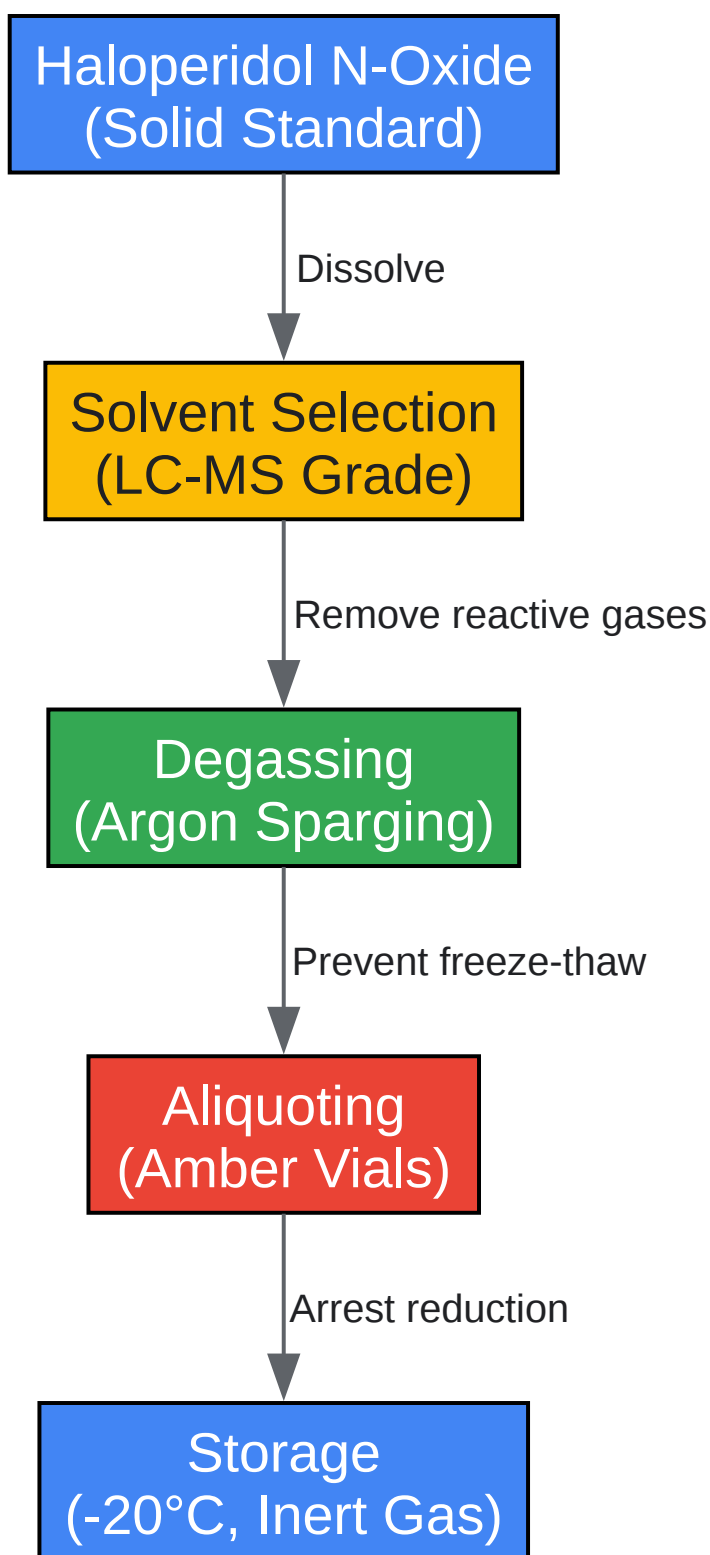 Haloperidol N-Oxide
(Solid Standard)
Dissolve
Solvent Selection
(LC-MS Grade)
Remove reactive gases
Degassing
(Argon Sparging)
Prevent freeze-thaw
Aliquoting
(Amber Vials)
Arrest reduction
Storage
(-20°C, Inert Gas)